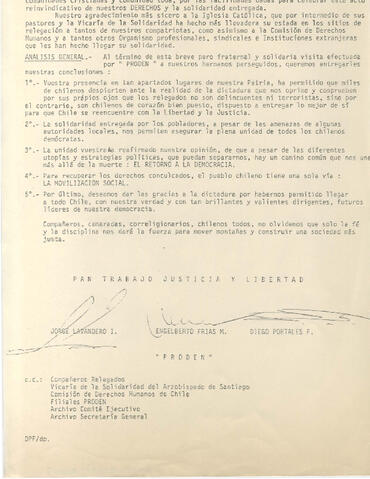 Comunidades Cristianas y Comunidad toda, por las facilidades dadas para celebrar este acto
reinvindicativo de nuestros DERECHOS y la solidaridad entregada.
Nuestro agradecimiento más sicero a la Iglesia Católica, que por intermedio de sus
pastores y la Vicaría de la Solidaridad ha hecho más llevadera su estada en los sitios de
relegación a tantos de nuestros compatriotas, como asimismo a la Comisión de Derechos
Humanos y a tantos otros Organismo profesionales, sindicales e Instituciones extranjeras
que les han hecho llegar su solidaridad.
ANALISIS GENERAL.- Al término de esta breve pero fraternal y solidaria visita efectuada
por " PRODEN " a nuestros hermanos perseguidos, queremos entregarles
nuestras conclusiones :
1°.- Vuestra presencia en tan apartados lugares de nuestra Patria, ha permitido que miles
de chilenos despierten ante la realidad de la dictadura que nos oprime y comprueben
por sus própios ojos que los relegados no son delincuentes ni terroristas, sino por
el contrario, son chilenos de corazón bien puesto, dispuesto a entregar lo mejor de sí
para que Chile se reencuentre con la Libertad y la Justicia.
2°.- La solidaridad entregada por los pobladores, a pesar de las amenazas de algunas
autoridades locales, nos permiten asegurar la plena unidad de todos los chilenos
demócratas.
3°.- La unidad vuestra reafirmado nuestra opinión, de que a pesar de las diferentes
utopías y estrategias políticas, que puedan separarnos, hay un camino común que nos une
más allá de la muerte : EL RETORNO A LA DEMOCRACIA.
4°.- Para recuperar los derechos conculcados, el pueblo chileno tiene una sola vía :
LA MOVILIZACION SOCIAL.
5°.- Por Último, deseamos dar las gracias a la dictadura por habernos permitido llegar
a todo Chile, con nuestra verdad y con tan brillantes y valientes dirigentes, futuros
líderes de nuestra democracia.
Compañeros, camaradas, correligionarios, chilenos todos, no olvidemos que solo la fé
y la disciplina nos dará la fuerza para mover montañas y construir una sociedad más
justa.
PAN TRABAJO JUSTICIA Y LIBERTAD
JORGE LAVANDERO I. ENGELBERTO FRIAS M. DIEGO PORTALES F.
"PRODEN"
c.c.: Compañeros Relegados
Vicaría de la Solidaridad del Arzobispado de Santiago
Comisión de Derechos Humanos de Chile
Filiales PRODEN
Archivo Comité Ejecutivo
Archivo Secretaría General
DPF/dp.